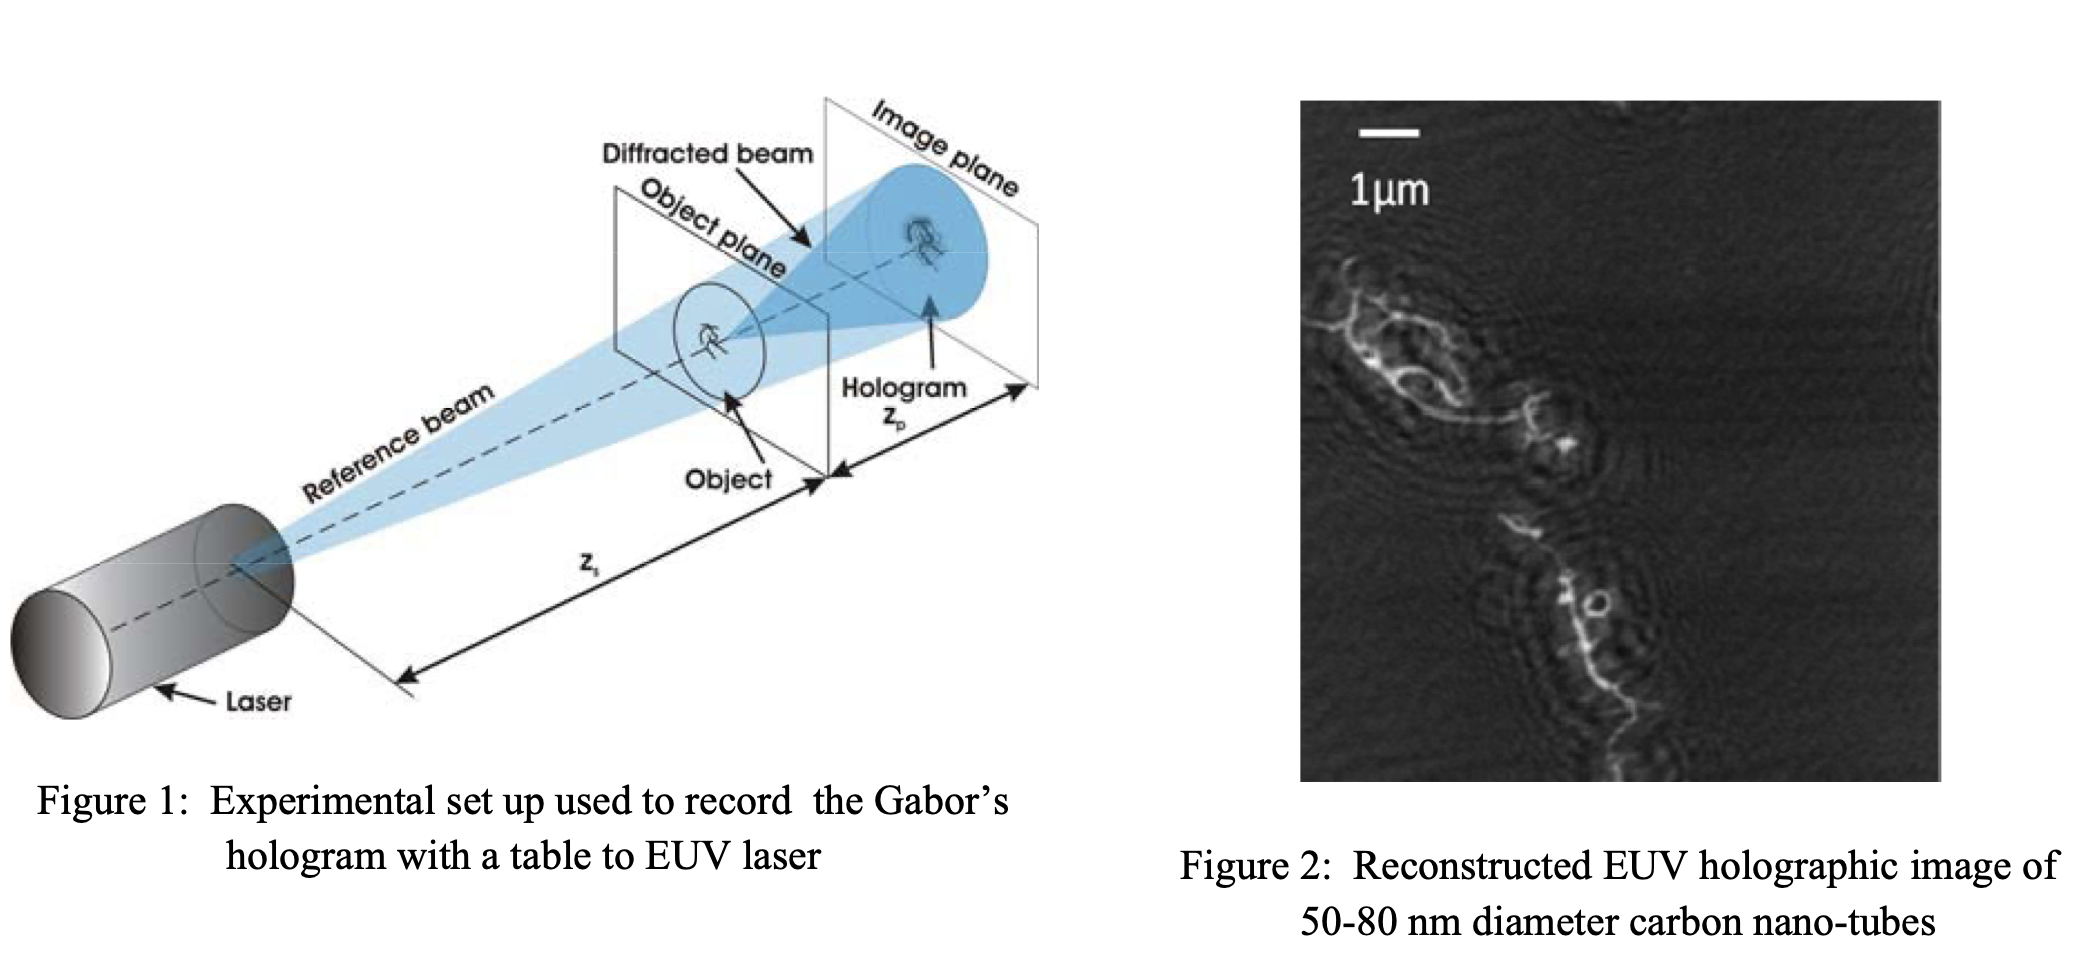 Image plane
Diffracted beam
Object plane
Reference beam
Hologram
zp
Object
zs
Laser
Figure 1: Experimental set up used to record the Gabor’s
hologram with a table to EUV laser
1μm
Figure 2: Reconstructed EUV holographic image of
50-80 nm diameter carbon nano-tubes